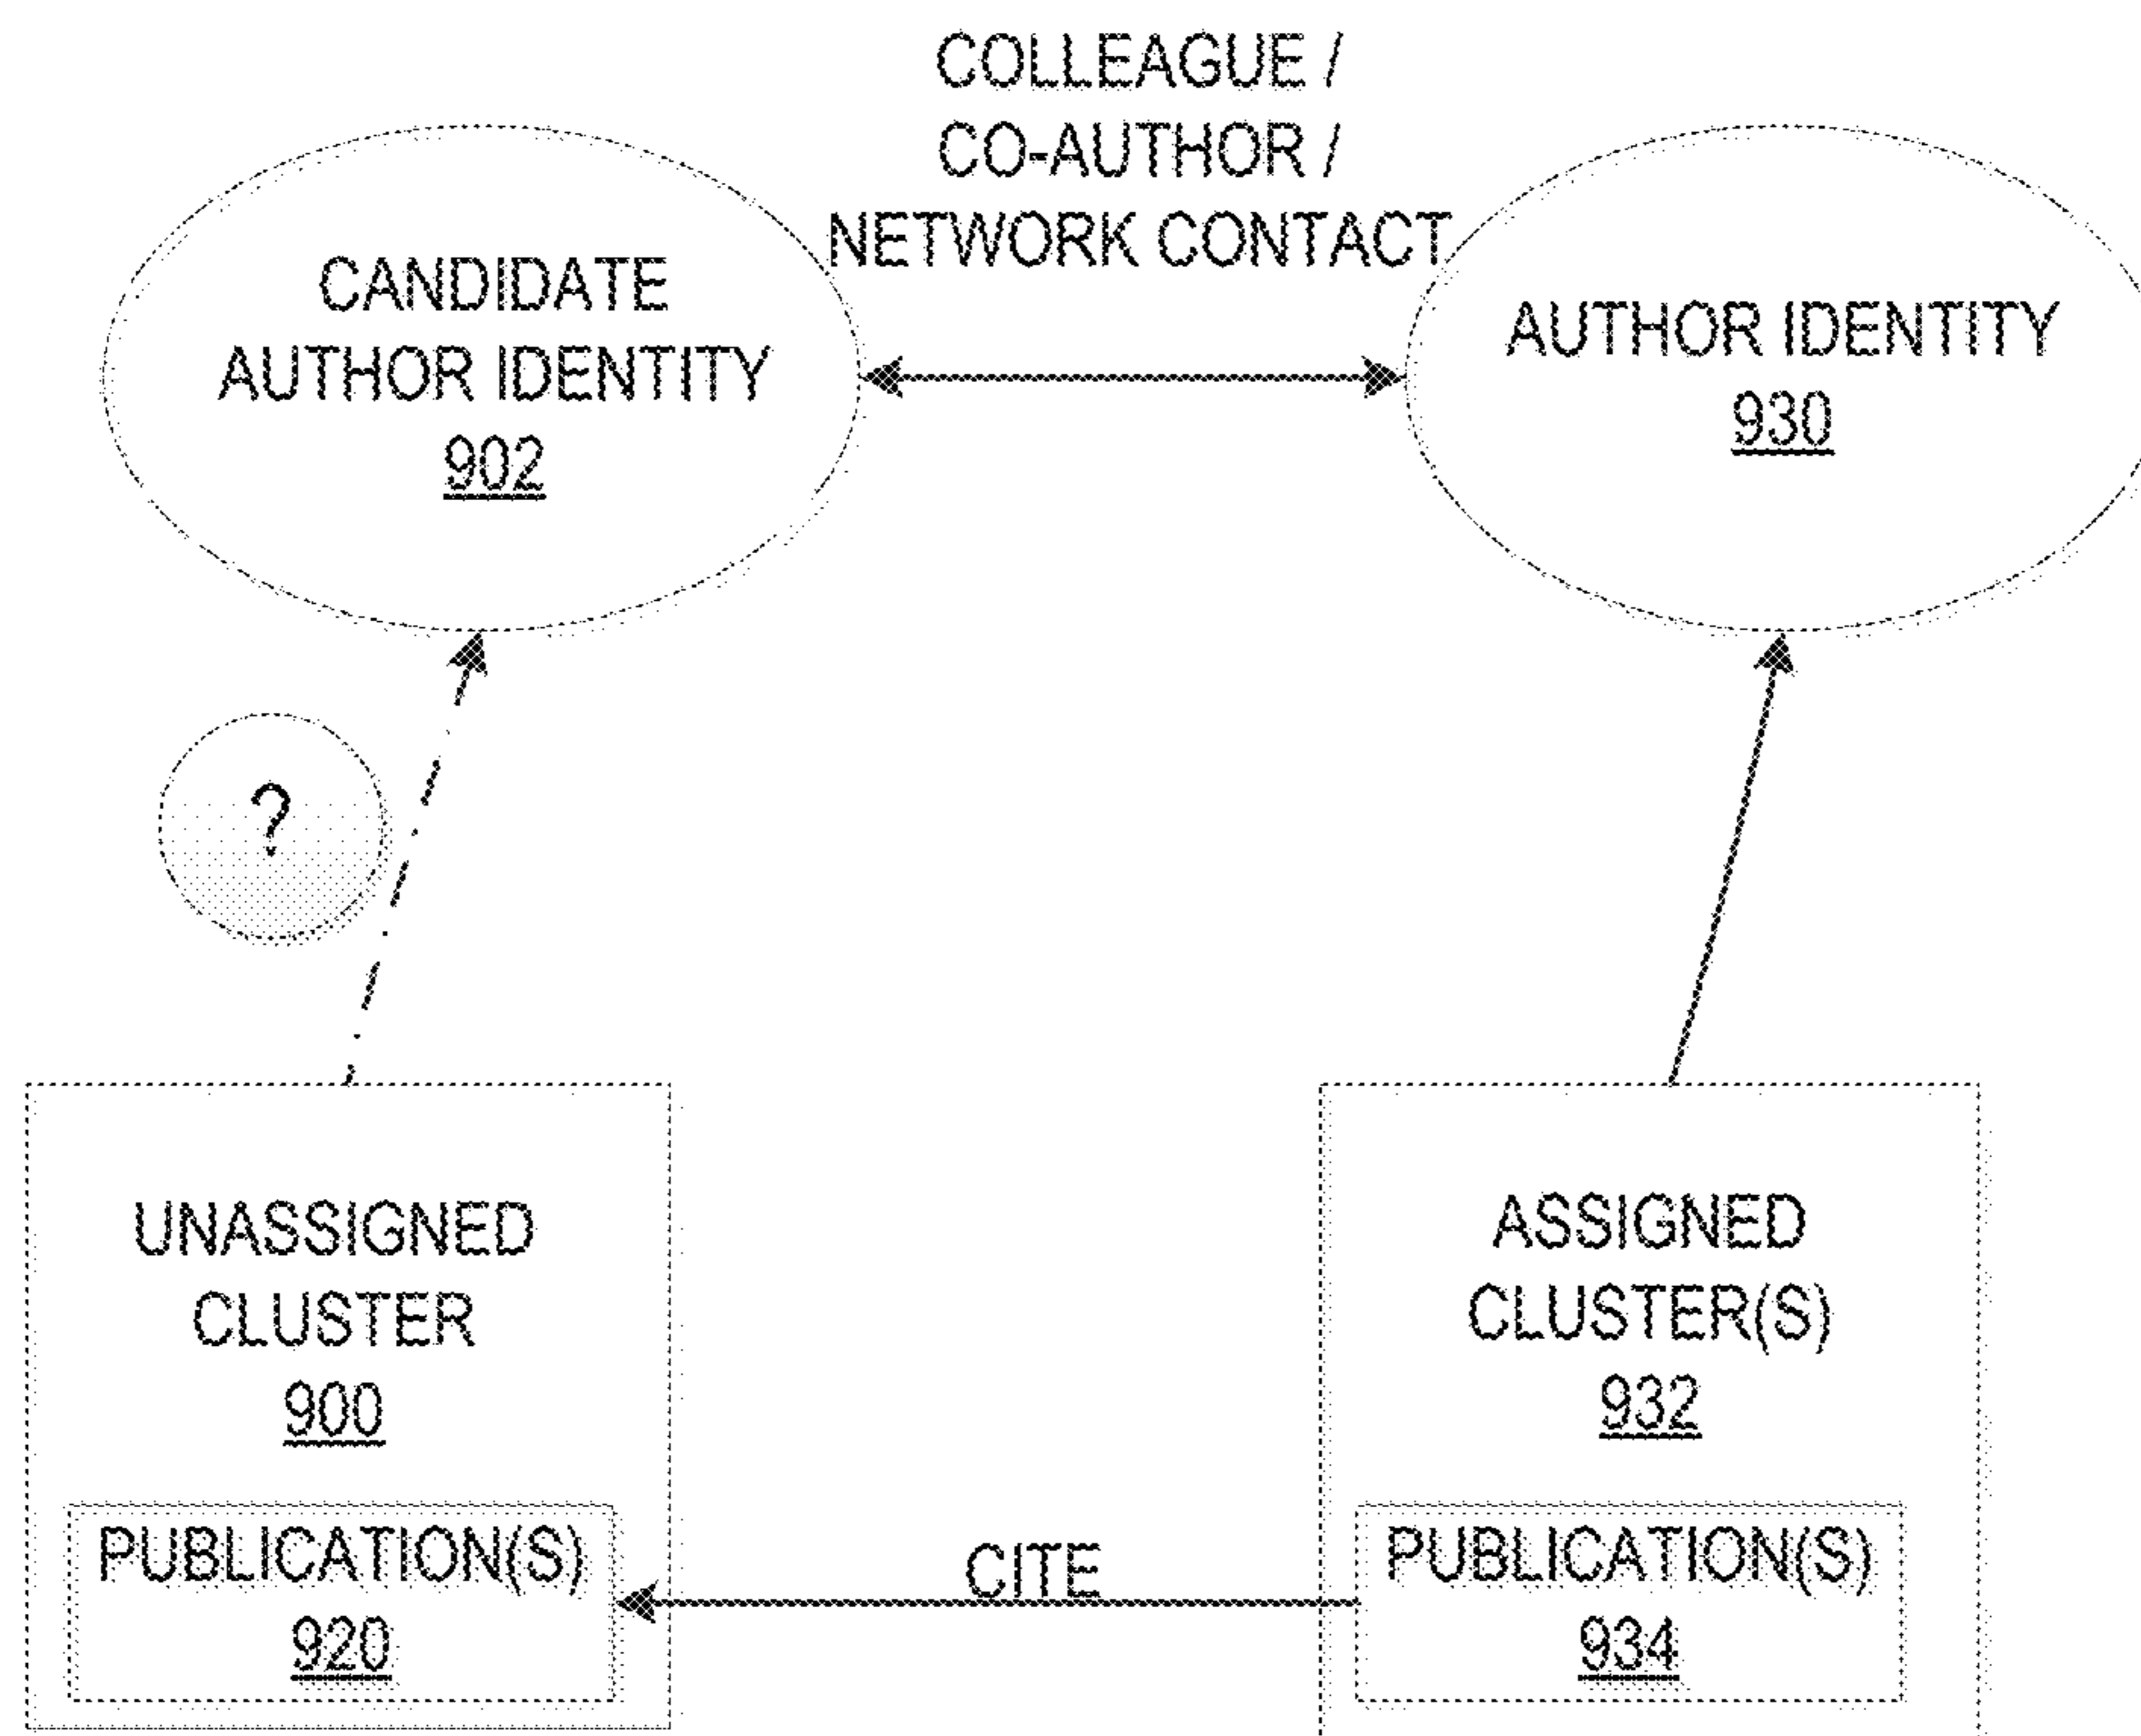 COLLEAGUE /
CO-AUTHOR /
NETWORK CONTACT
CANDIDATE
AUTHOR IDENTITY
902
AUTHOR IDENTITY
930
?
UNASSIGNED
CLUSTER
900
PUBLICATION(S)
920
CITE
ASSIGNED
CLUSTER(S)
932
PUBLICATION(S)
934